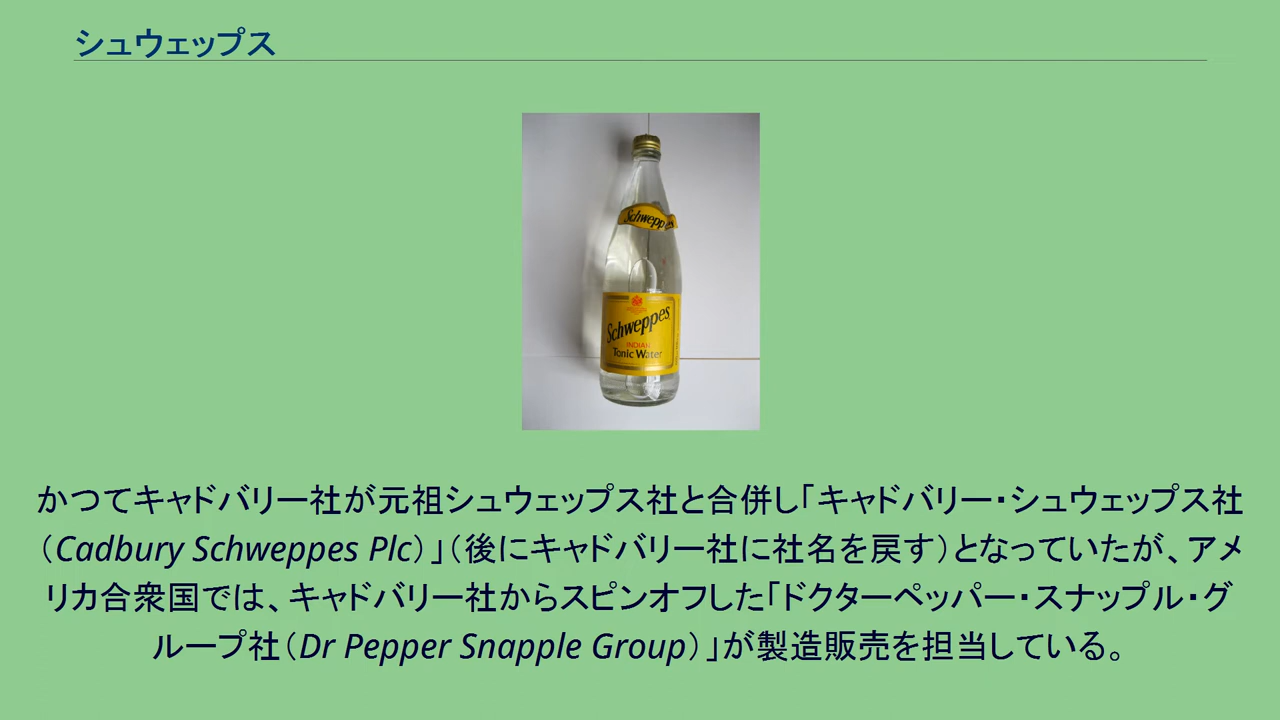 シュウェップス
Schweppes
Schweppes
INDIAN
Tonic Water
かつてキャドバリー社が元祖シュウェップス社と合併し「キャドバリー・シュウェップス社
（Cadbury Schweppes Plc）」（後にキャドバリー社に社名を戻す）となっていたが、アメ
リカ合衆国では、キャドバリー社からスピンオフした「ドクターペッパー・スナップル・グ
ループ社（Dr Pepper Snapple Group）」が製造販売を担当している。